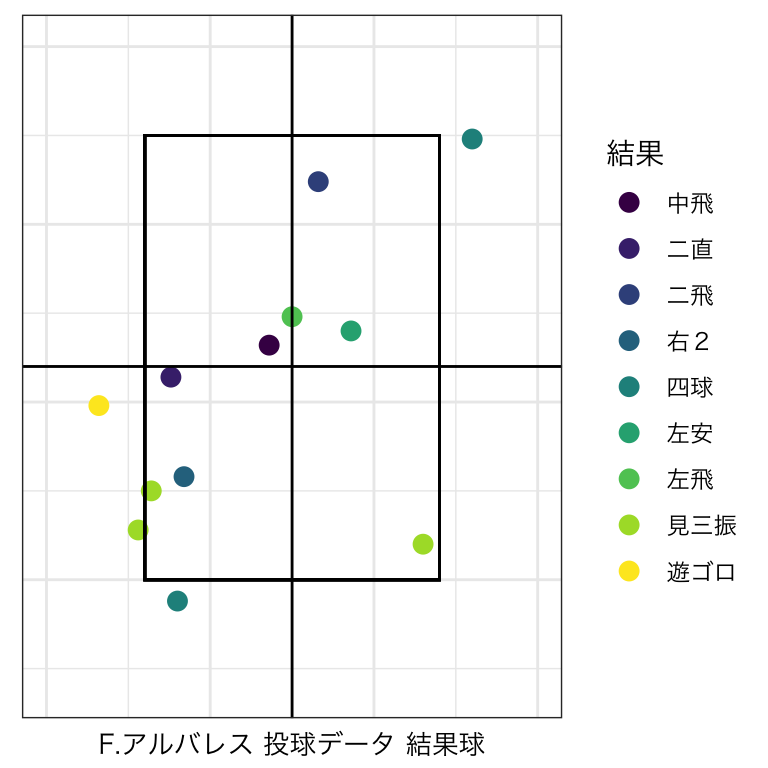 結果
中飛
二直
二飛
右２
四球
左安
左飛
見三振
遊ゴロ
F.アルバレス 投球データ 結果球